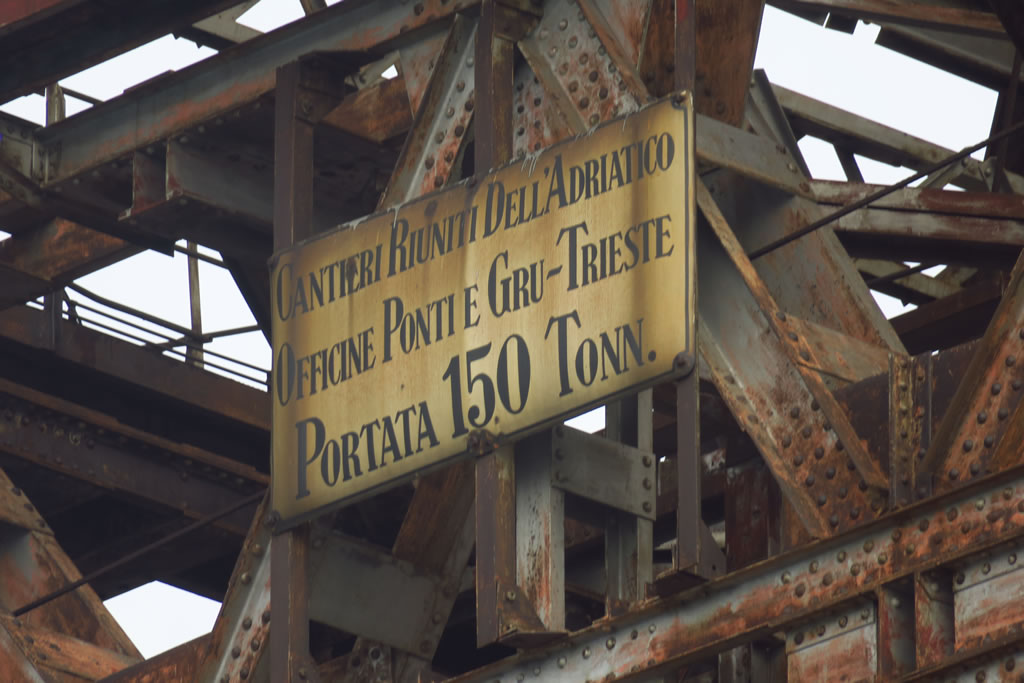 Cantieri Riuniti Dell'Adriatico
Officine Ponti e Gru-Trieste
Portata 150 Tonn.